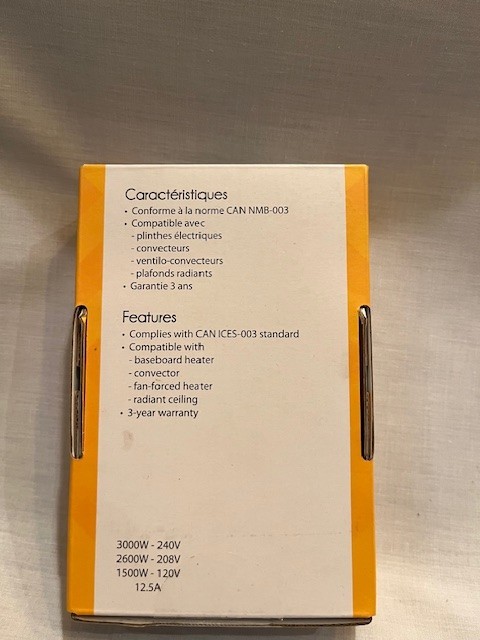 Caractéristiques
• Conforme à la norme CAN NMB-003
• Compatible avec
- plinthes électriques
- convecteurs
- ventilo-convecteurs
- plafonds radiants
• Garantie 3 ans
Features
• Complies with CAN ICES-003 standard
• Compatible with
- baseboard heater
- convector
- fan-forced heater
- radiant ceiling
• 3-year warranty
3000W - 240V
2600W - 208V
1500W - 120V
12.5A